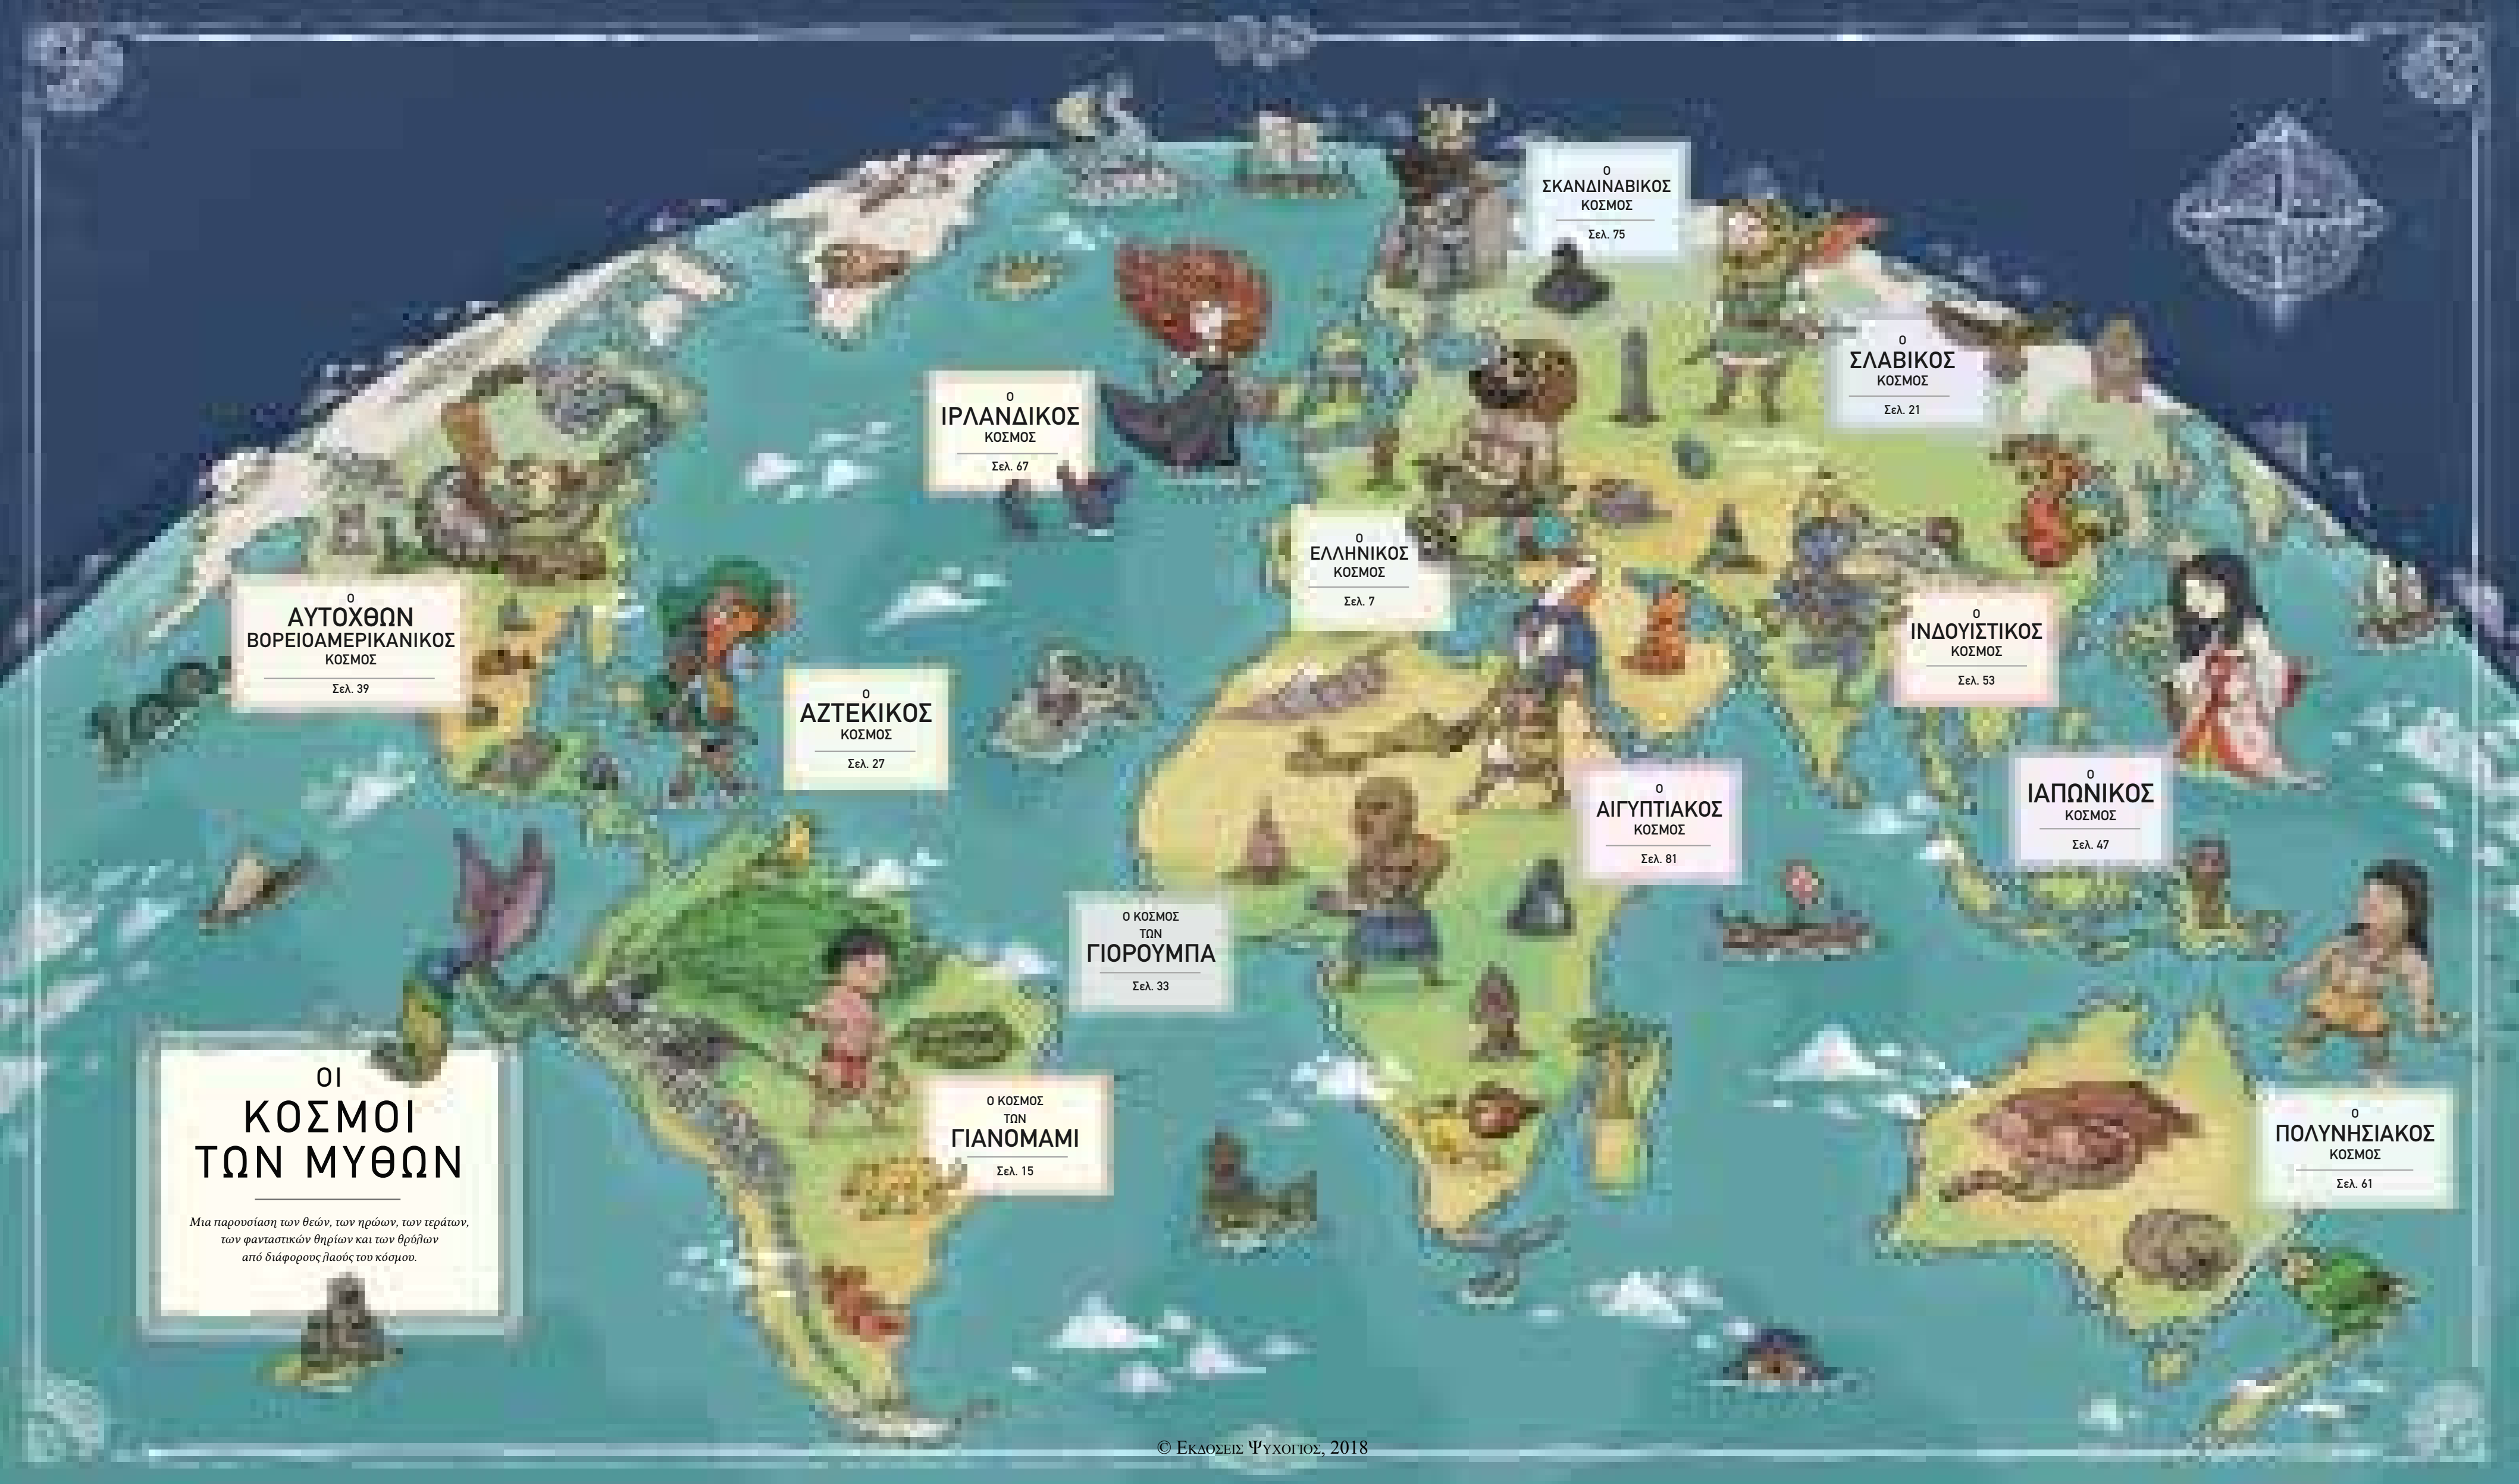 Ο
ΣΚΑΝΔΙΝΑΒΙΚΟΣ
ΚΟΣΜΟΣ
Σελ. 75
Ο
ΣΛΑΒΙΚΟΣ
ΚΟΣΜΟΣ
Σελ. 21
Ο
ΙΡΛΑΝΔΙΚΟΣ
ΚΟΣΜΟΣ
Σελ. 67
Ο
ΕΛΛΗΝΙΚΟΣ
ΚΟΣΜΟΣ
Σελ. 7
Ο
ΑΥΤΟΧΘΩΝ
ΒΟΡΕΙΟΑΜΕΡΙΚΑΝΙΚΟΣ
ΚΟΣΜΟΣ
Σελ. 39
Ο
ΙΝΔΟΥΙΣΤΙΚΟΣ
ΚΟΣΜΟΣ
Σελ. 53
Ο
ΑΖΤΕΚΙΚΟΣ
ΚΟΣΜΟΣ
Σελ. 27
Ο
ΑΙΓΥΠΤΙΑΚΟΣ
ΚΟΣΜΟΣ
Σελ. 81
Ο
ΙΑΠΩΝΙΚΟΣ
ΚΟΣΜΟΣ
Σελ. 47
Ο ΚΟΣΜΟΣ
ΤΩΝ
ΓΙΟΡΟΥΜΠΑ
Σελ. 33
Ο ΚΟΣΜΟΣ
ΤΩΝ
ΓΙΑΝΟΜΑΜΙ
Σελ. 15
Ο
ΠΟΛΥΝΗΣΙΑΚΟΣ
ΚΟΣΜΟΣ
Σελ. 61
ΟΙ
ΚΟΣΜΟΙ
ΤΩΝ ΜΥΘΩΝ
Μια παρουσίαση των θεών, των ηρώων, των τεράτων,
των φανταστικών θηρίων και των θρύλων
από διάφορους λαούς του κόσμου.
© ΕΚΔΟΣΕΙΣ ΨΥΧΟΓΙΟΣ, 2018